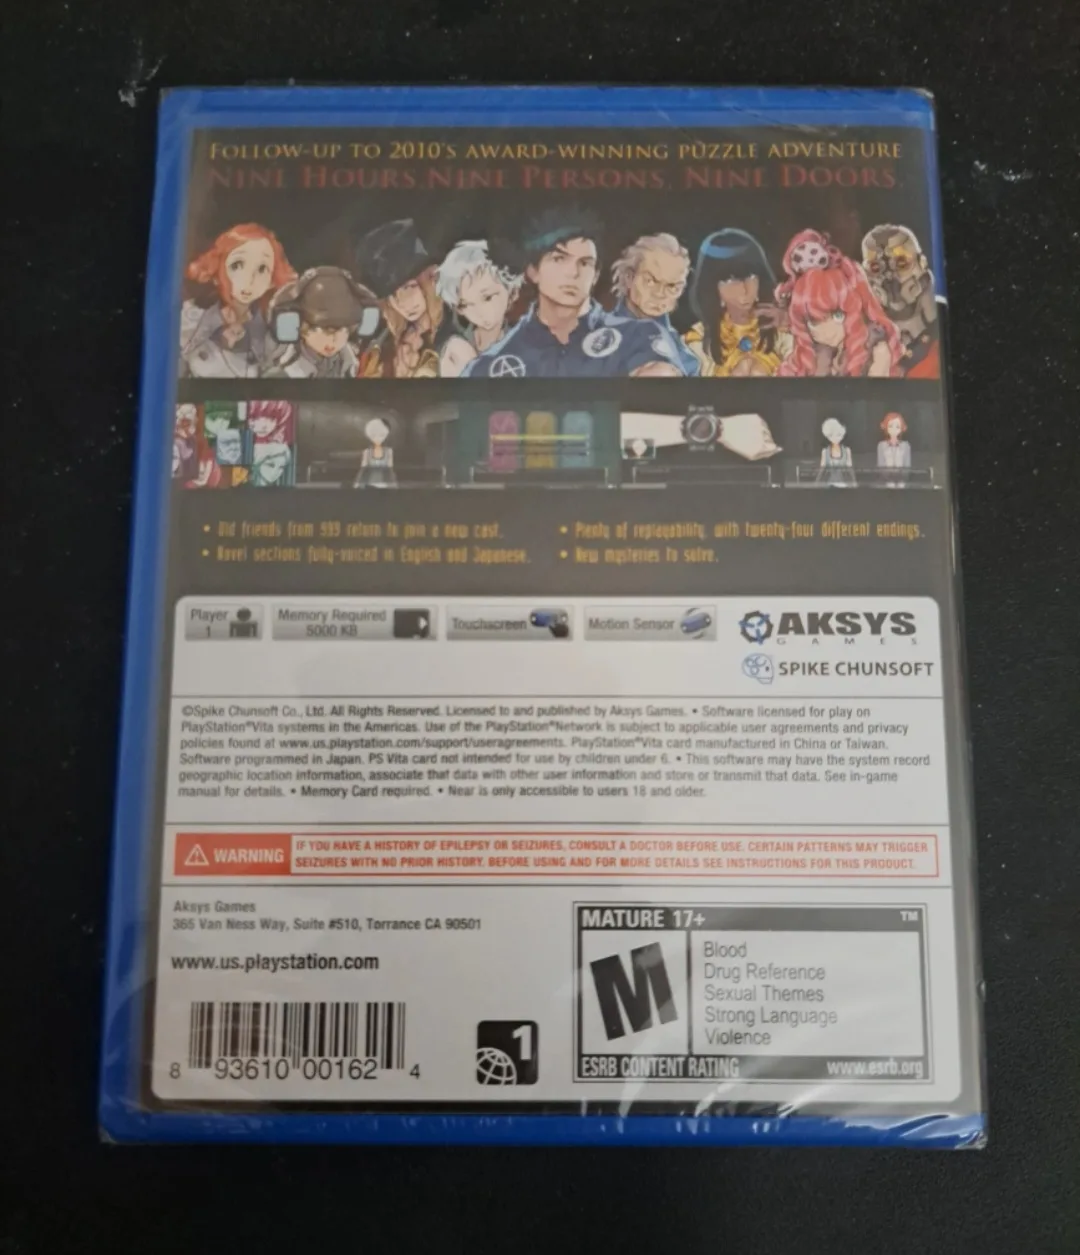 FOLLOW-UP TO 2010'S AWARD-WINNING PUZZLE ADVENTURE
NINE HOURS, NINE PERSONS, NINE DOORS.
• Old friends from 999 return to join a new cast.
• Novel sections fully-voiced in English and Japanese.
• Plenty of replayability, with twenty-four different endings.
• New mysteries to solve.
Player
1
Memory Required
5000 KB
Touchscreen
Motion Sensor
AKSYS
GAMES
SPIKE CHUNSOFT
©Spike Chunsoft Co., Ltd. All Rights Reserved. Licensed to and published by Aksys Games. • Software licensed for play on
PlayStation®Vita systems in the Americas. Use of the PlayStation®Network is subject to applicable user agreements and privacy
policies found at www.us.playstation.com/support/useragreements. PlayStation®Vita card manufactured in China or Taiwan.
Software programmed in Japan. PS Vita card not intended for use by children under 6. • This software may have the system record
geographic location information, associate that data with other user information and store or transmit that data. See in-game
manual for details. • Memory Card required. • Near is only accessible to users 18 and older.
WARNING
IF YOU HAVE A HISTORY OF EPILEPSY OR SEIZURES, CONSULT A DOCTOR BEFORE USE. CERTAIN PATTERNS MAY TRIGGER
SEIZURES WITH NO PRIOR HISTORY. BEFORE USING AND FOR MORE DETAILS SEE INSTRUCTIONS FOR THIS PRODUCT.
Aksys Games
365 Van Ness Way, Suite #510, Torrance CA 90501
www.us.playstation.com
8 93610 00162 4
1
MATURE 17+ ™
M
Blood
Drug Reference
Sexual Themes
Strong Language
Violence
ESRB CONTENT RATING www.esrb.org